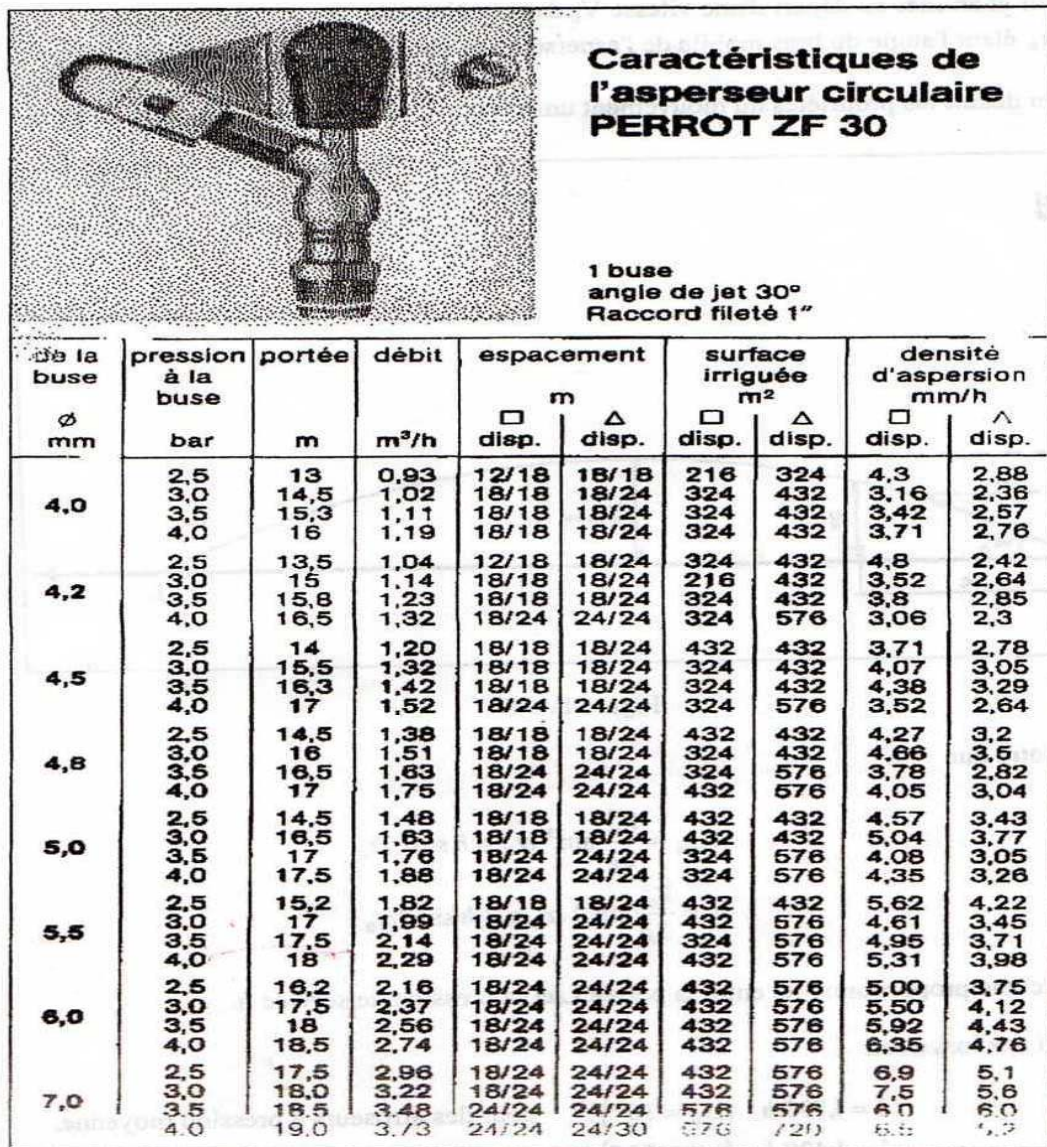 Caractéristiques de
l'asperseur circulaire
PERROT ZF 30
1 buse
angle de jet 30°
Raccord fileté 1"
de la buse pression à la buse portée débit espacement surface irriguée densité d'aspersion
m m² mm/h
ø □ △ □ △ □ △
mm bar m m³/h disp. disp. disp. disp. disp. disp.
4,0
2,5 13 0,93 12/18 18/18 216 324 4,3 2,88
3,0 14,5 1,02 18/18 18/24 324 432 3,16 2,36
3,5 15,3 1,11 18/18 18/24 324 432 3,42 2,57
4,0 16 1,19 18/18 18/24 324 432 3,71 2,76
4,2
2,5 13,5 1,04 12/18 18/24 324 432 4,8 2,42
3,0 15 1,14 18/18 18/24 216 432 3,52 2,64
3,5 15,8 1,23 18/18 18/24 324 432 3,8 2,85
4,0 16,5 1,32 18/24 24/24 324 576 3,06 2,3
4,5
2,5 14 1,20 18/18 18/24 432 432 3,71 2,78
3,0 15,5 1,32 18/18 18/24 324 432 4,07 3,05
3,5 16,3 1,42 18/18 18/24 324 432 4,38 3,29
4,0 17 1,52 18/24 24/24 324 576 3,52 2,64
4,8
2,5 14,5 1,38 18/18 18/24 432 432 4,27 3,2
3,0 16 1,51 18/18 18/24 324 432 4,66 3,5
3,5 16,5 1,63 18/24 24/24 324 576 3,78 2,82
4,0 17 1,75 18/24 24/24 432 576 4,05 3,04
5,0
2,5 14,5 1,48 18/18 18/24 432 432 4,57 3,43
3,0 16,5 1,63 18/18 18/24 432 432 5,04 3,77
3,5 17 1,76 18/24 24/24 324 576 4,08 3,05
4,0 17,5 1,88 18/24 24/24 324 576 4,35 3,26
5,5
2,5 15,2 1,82 18/18 18/24 432 432 5,62 4,22
3,0 17 1,99 18/24 24/24 432 576 4,61 3,45
3,5 17,5 2,14 18/24 24/24 324 576 4,95 3,71
4,0 18 2,29 18/24 24/24 432 576 5,31 3,98
6,0
2,5 16,2 2,16 18/24 24/24 432 576 5,00 3,75
3,0 17,5 2,37 18/24 24/24 432 576 5,50 4,12
3,5 18 2,56 18/24 24/24 432 576 5,92 4,43
4,0 18,5 2,74 18/24 24/24 432 576 6,35 4,76
7,0
2,5 17,5 2,96 18/24 24/24 432 576 6,9 5,1
3,0 18,0 3,22 18/24 24/24 432 576 7,5 5,6
3,5 18,5 3,48 24/24 24/24 576 576 6,0 6,0
4,0 19,0 3,73 24/24 24/30 576 720 6,5